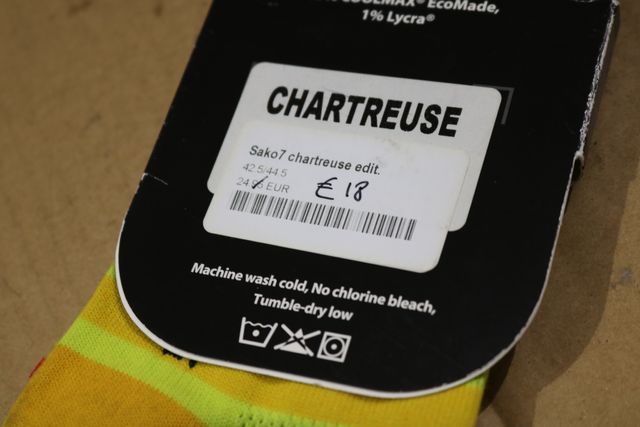 COOLMAX® EcoMade,
1% Lycra®
CHARTREUSE
Sako7 chartreuse edit.
42.5/44.5
24.95 EUR €18
Machine wash cold, No chlorine bleach,
Tumble-dry low